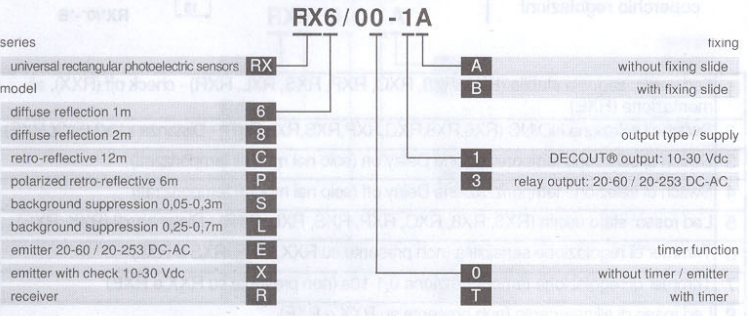 RX6/00-1A
series
universal rectangular photoelectric sensors RX
model
diffuse reflection 1m 6
diffuse reflection 2m 8
retro-reflective 12m C
polarized retro-reflective 6m P
background suppression 0,05-0,3m S
background suppression 0,25-0,7m L
emitter 20-60 / 20-253 DC-AC E
emitter with check 10-30 Vdc X
receiver R
fixing
A without fixing slide
B with fixing slide
output type / supply
1 DECOUT® output: 10-30 Vdc
3 relay output: 20-60 / 20-253 DC-AC
timer function
0 without timer / emitter
T with timer